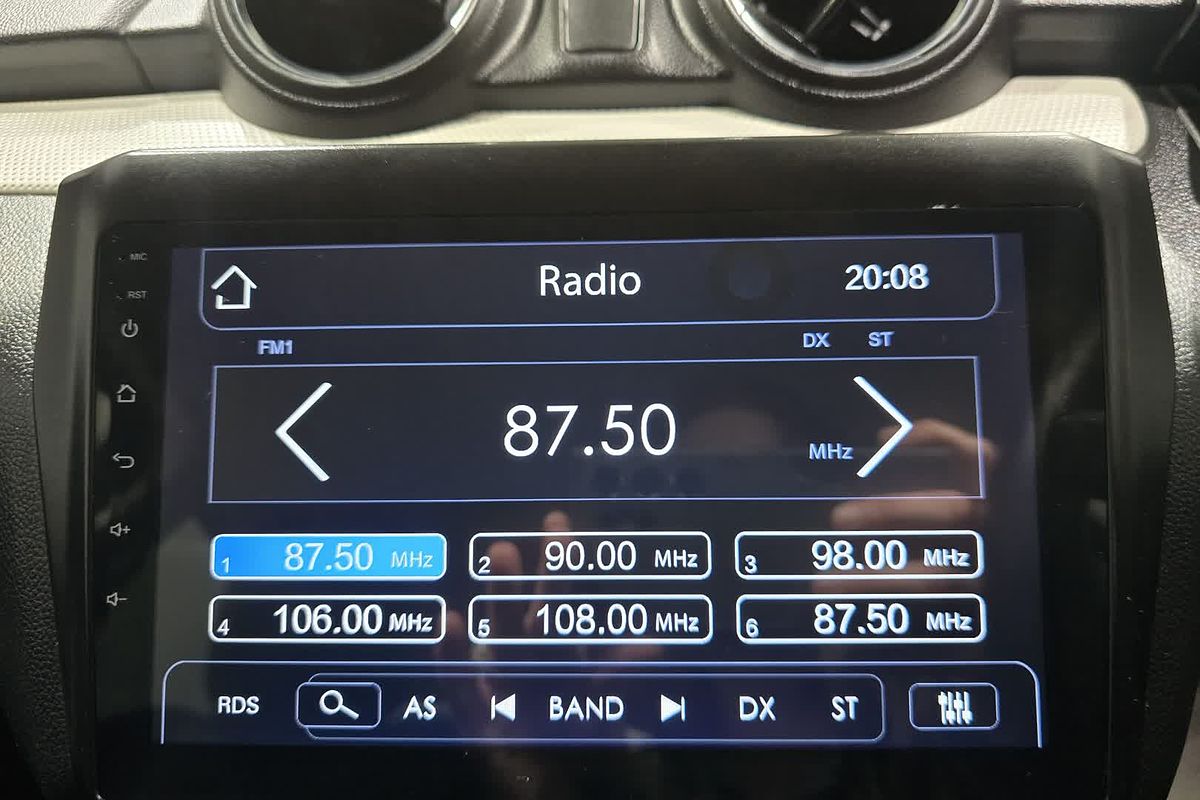 MIC
Radio 20:08
RST
FM1 DX ST
87.50 MHz
1 87.50 MHz 2 90.00 MHz 3 98.00 MHz
4 106.00 MHz 5 108.00 MHz 6 87.50 MHz
RDS AS BAND DX ST